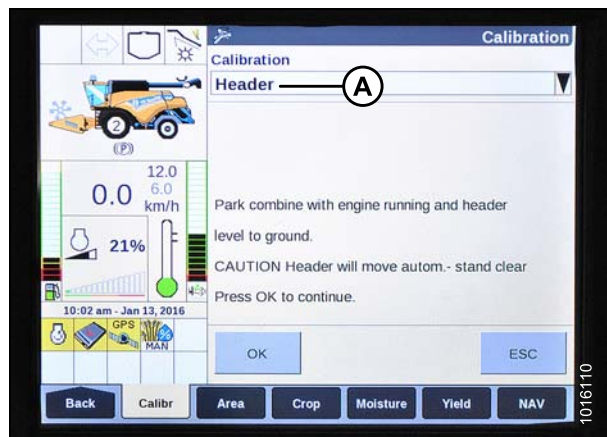 Calibration
Calibration
Header
A
2
(P)
12.0
6.0
0.0 km/h
21%
Park combine with engine running and header
level to ground.
CAUTION Header will move autom.- stand clear
Press OK to continue.
10:02 am - Jan 13, 2016
GPS
MAN
OK
ESC
Back
Calibr
Area
Crop
Moisture
Yield
NAV
1016110